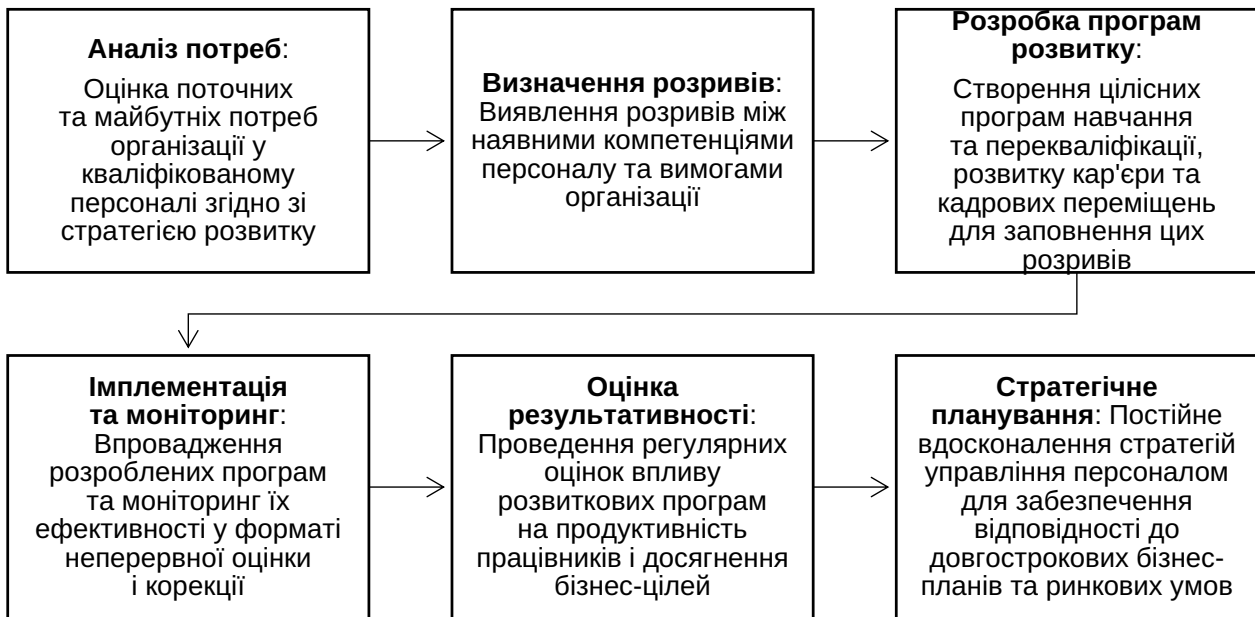 Аналіз потреб:
Оцінка поточних
та майбутніх потреб
організації у
кваліфікованому
персоналі згідно зі
стратегією розвитку
Визначення розривів:
Виявлення розривів між
наявними компетенціями
персоналу та вимогами
організації
Розробка програм
розвитку:
Створення цілісних
програм навчання
та перекваліфікації,
розвитку кар'єри та
кадрових переміщень
для заповнення цих
розривів
Імплементація
та моніторинг:
Впровадження
розроблених програм
та моніторинг їх
ефективності у форматі
неперервної оцінки
і корекції
Оцінка
результативності:
Проведення регулярних
оцінок впливу
розвиткових програм
на продуктивність
працівників і досягнення
бізнес-цілей
Стратегічне
планування: Постійне
вдосконалення стратегій
управління персоналом
для забезпечення
відповідності до
довгострокових бізнес-
планів та ринкових умов